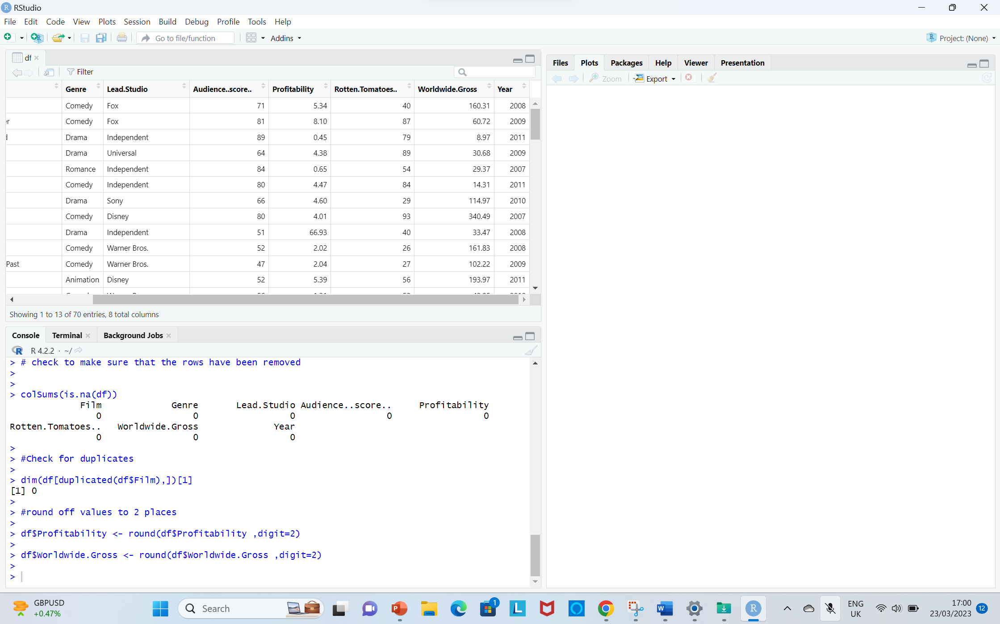 RStudio
File Edit Code View Plots Session Build Debug Profile Tools Help
Go to file/function Addins Project: (None)
df
Filter
Genre Lead.Studio Audience..score.. Profitability Rotten.Tomatoes.. Worldwide.Gross Year
Comedy Fox 71 5.34 40 160.31 2008
er Comedy Fox 81 8.10 87 60.72 2009
d Drama Independent 89 0.45 79 8.97 2011
Drama Universal 64 4.38 89 30.68 2009
Romance Independent 84 0.65 54 29.37 2007
Comedy Independent 80 4.47 84 14.31 2011
Drama Sony 66 4.60 29 114.97 2010
Comedy Disney 80 4.01 93 340.49 2007
Drama Independent 51 66.93 40 33.47 2008
Comedy Warner Bros. 52 2.02 26 161.83 2008
Past Comedy Warner Bros. 47 2.04 27 102.22 2009
Animation Disney 52 5.39 56 193.97 2011
Showing 1 to 13 of 70 entries, 8 total columns
Console Terminal Background Jobs
R R 4.2.2 · ~/
> # check to make sure that the rows have been removed
>
>
> colSums(is.na(df))
Film Genre Lead.Studio Audience..score.. Profitability
0 0 0 0 0
Rotten.Tomatoes.. Worldwide.Gross Year
0 0 0
>
> #Check for duplicates
>
> dim(df[duplicated(df$Film),])[1]
[1] 0
>
> #round off values to 2 places
>
> df$Profitability <- round(df$Profitability ,digit=2)
>
> df$Worldwide.Gross <- round(df$Worldwide.Gross ,digit=2)
>
>
Files Plots Packages Help Viewer Presentation
Zoom Export
GBPUSD
+0.47%
Search
1
ENG
UK
17:00
23/03/2023
12